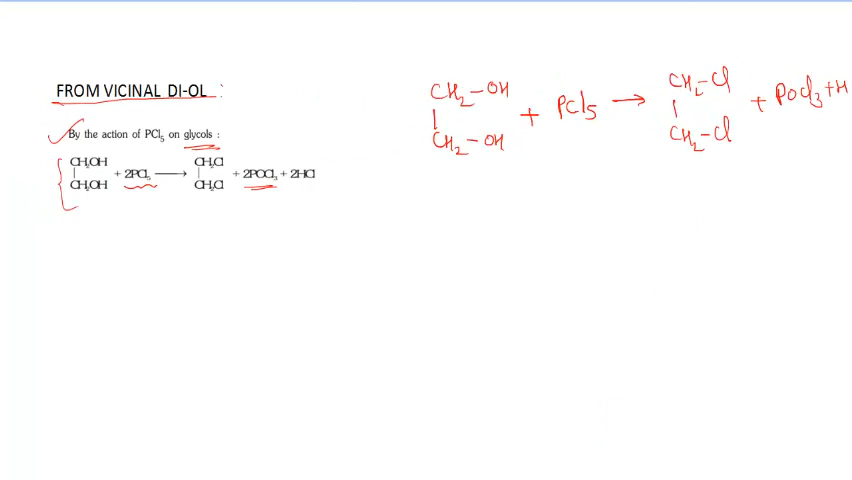 FROM VICINAL DI-OL :
By the action of PCl5 on glycols :
CH2OH CH2Cl
| + 2PCl5 ⟶ | + 2POCl3 + 2HCl
CH2OH CH2Cl
CH2-OH CH2-Cl
| + PCl5 → | + POCl3 + H
CH2-OH CH2-Cl